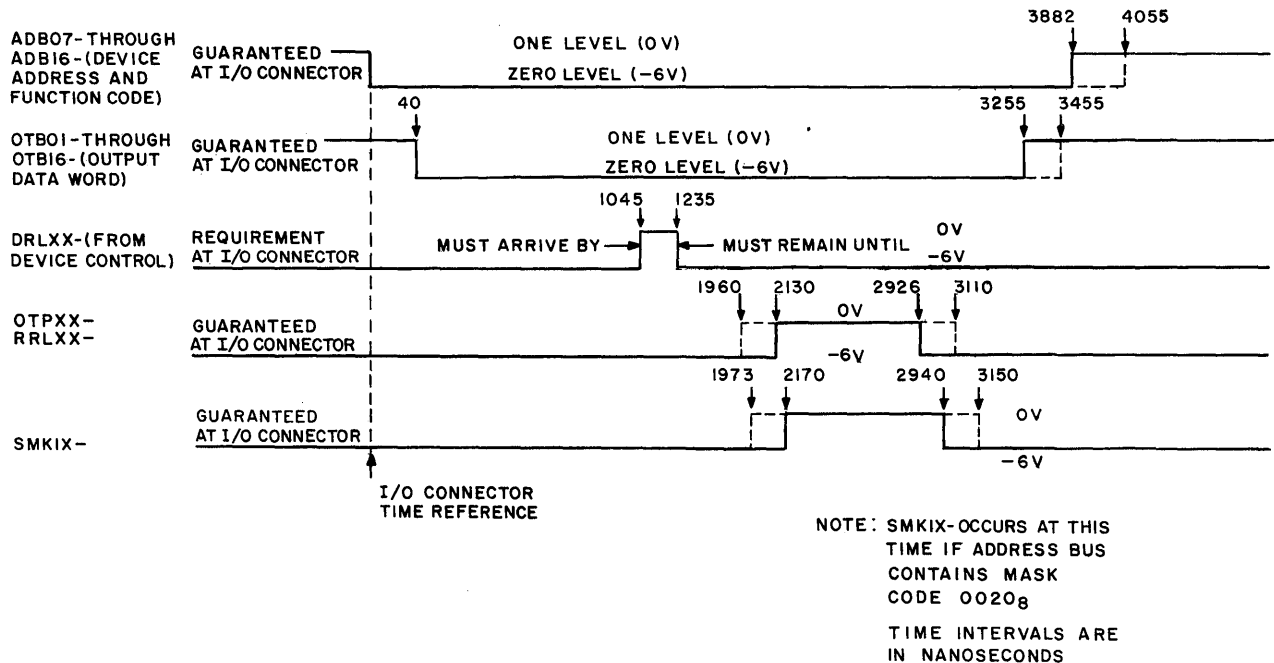 3882 4055
ADB07-THROUGH
ADB16-(DEVICE
ADDRESS AND
FUNCTION CODE)
GUARANTEED
AT I/O CONNECTOR
ONE LEVEL (0V)
ZERO LEVEL (-6V)
40
3255 3455
OTB01-THROUGH
OTB16-(OUTPUT
DATA WORD)
GUARANTEED
AT I/O CONNECTOR
ONE LEVEL (0V)
ZERO LEVEL (-6V)
1045 1235
DRLXX-(FROM
DEVICE CONTROL)
REQUIREMENT
AT I/O CONNECTOR
MUST ARRIVE BY
MUST REMAIN UNTIL
0V
-6V
1960 2130 2926 3110
OTPXX-
RRLXX-
GUARANTEED
AT I/O CONNECTOR
0V
-6V
1973 2170 2940 3150
SMKIX-
GUARANTEED
AT I/O CONNECTOR
0V
-6V
I/O CONNECTOR
TIME REFERENCE
NOTE: SMKIX-OCCURS AT THIS
TIME IF ADDRESS BUS
CONTAINS MASK
CODE 0020₈
TIME INTERVALS ARE
IN NANOSECONDS